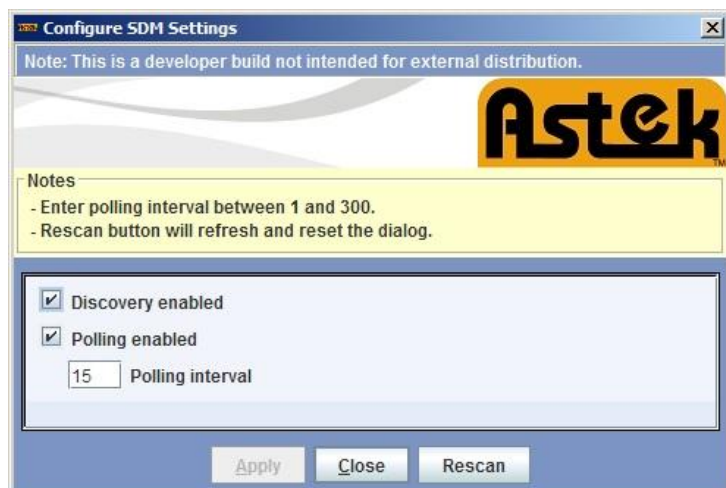 Configure SDM Settings
Note: This is a developer build not intended for external distribution.
Astek
TM
Notes
- Enter polling interval between 1 and 300.
- Rescan button will refresh and reset the dialog.
Discovery enabled
Polling enabled
15 Polling interval
Apply Close Rescan